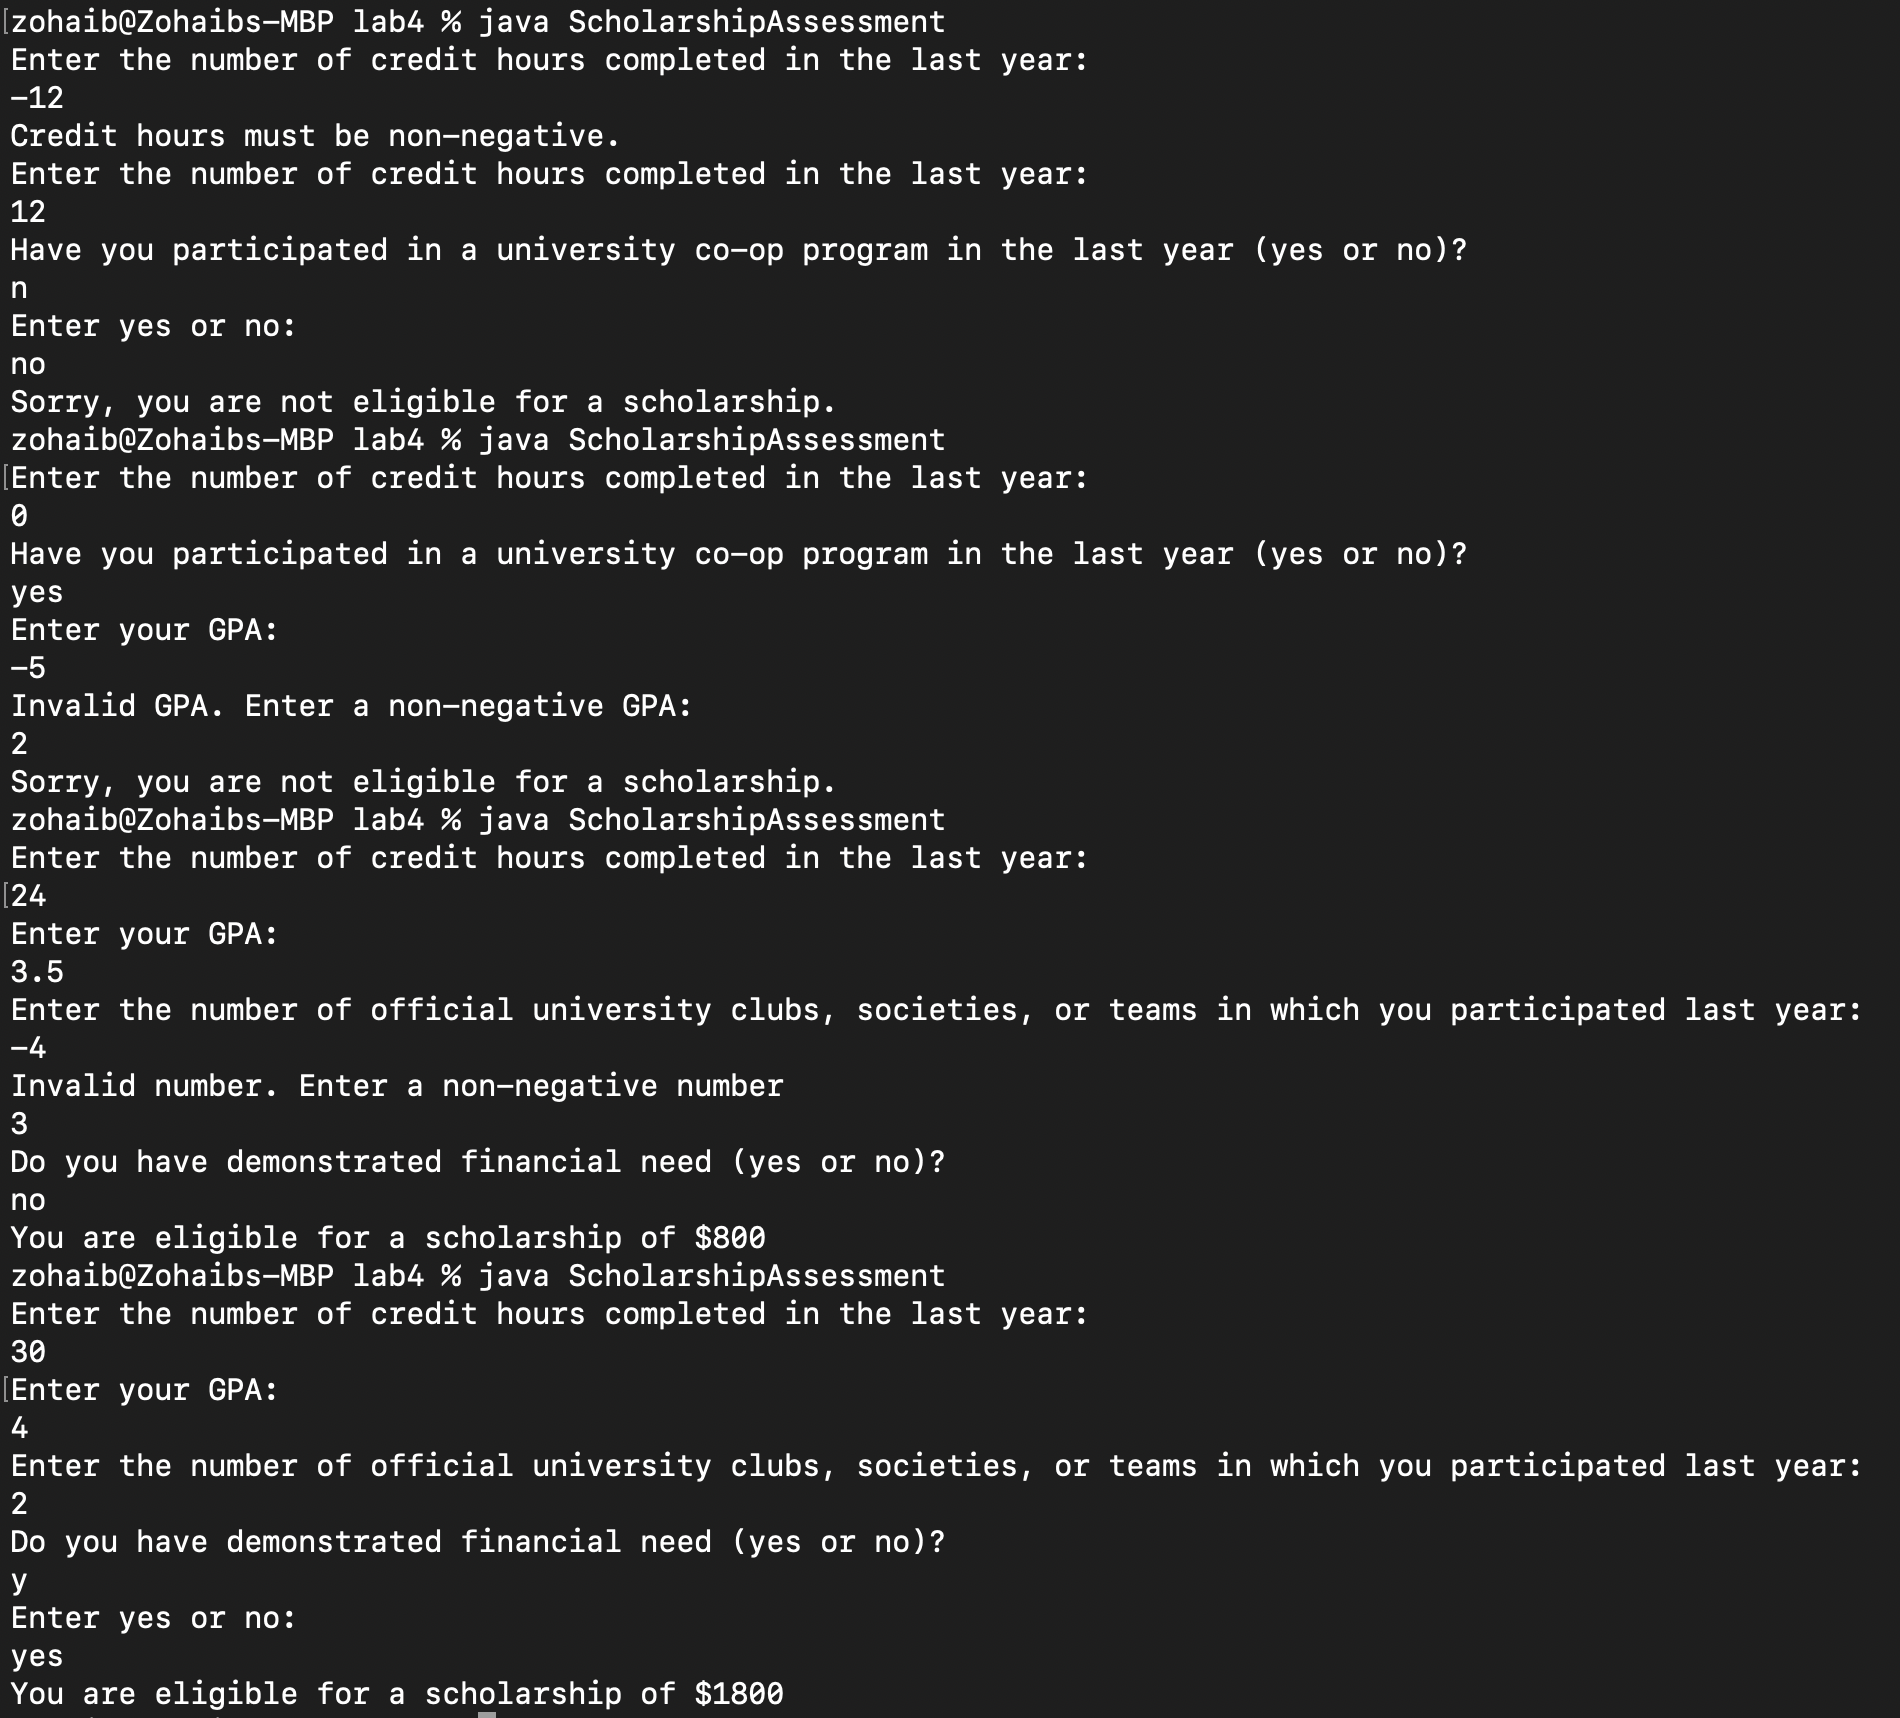 zohaib@Zohaibs-MBP lab4 % java ScholarshipAssessment
Enter the number of credit hours completed in the last year:
-12
Credit hours must be non-negative.
Enter the number of credit hours completed in the last year:
12
Have you participated in a university co-op program in the last year (yes or no)?
n
Enter yes or no:
no
Sorry, you are not eligible for a scholarship.
zohaib@Zohaibs-MBP lab4 % java ScholarshipAssessment
Enter the number of credit hours completed in the last year:
0
Have you participated in a university co-op program in the last year (yes or no)?
yes
Enter your GPA:
-5
Invalid GPA. Enter a non-negative GPA:
2
Sorry, you are not eligible for a scholarship.
zohaib@Zohaibs-MBP lab4 % java ScholarshipAssessment
Enter the number of credit hours completed in the last year:
24
Enter your GPA:
3.5
Enter the number of official university clubs, societies, or teams in which you participated last year:
-4
Invalid number. Enter a non-negative number
3
Do you have demonstrated financial need (yes or no)?
no
You are eligible for a scholarship of $800
zohaib@Zohaibs-MBP lab4 % java ScholarshipAssessment
Enter the number of credit hours completed in the last year:
30
Enter your GPA:
4
Enter the number of official university clubs, societies, or teams in which you participated last year:
2
Do you have demonstrated financial need (yes or no)?
y
Enter yes or no:
yes
You are eligible for a scholarship of $1800